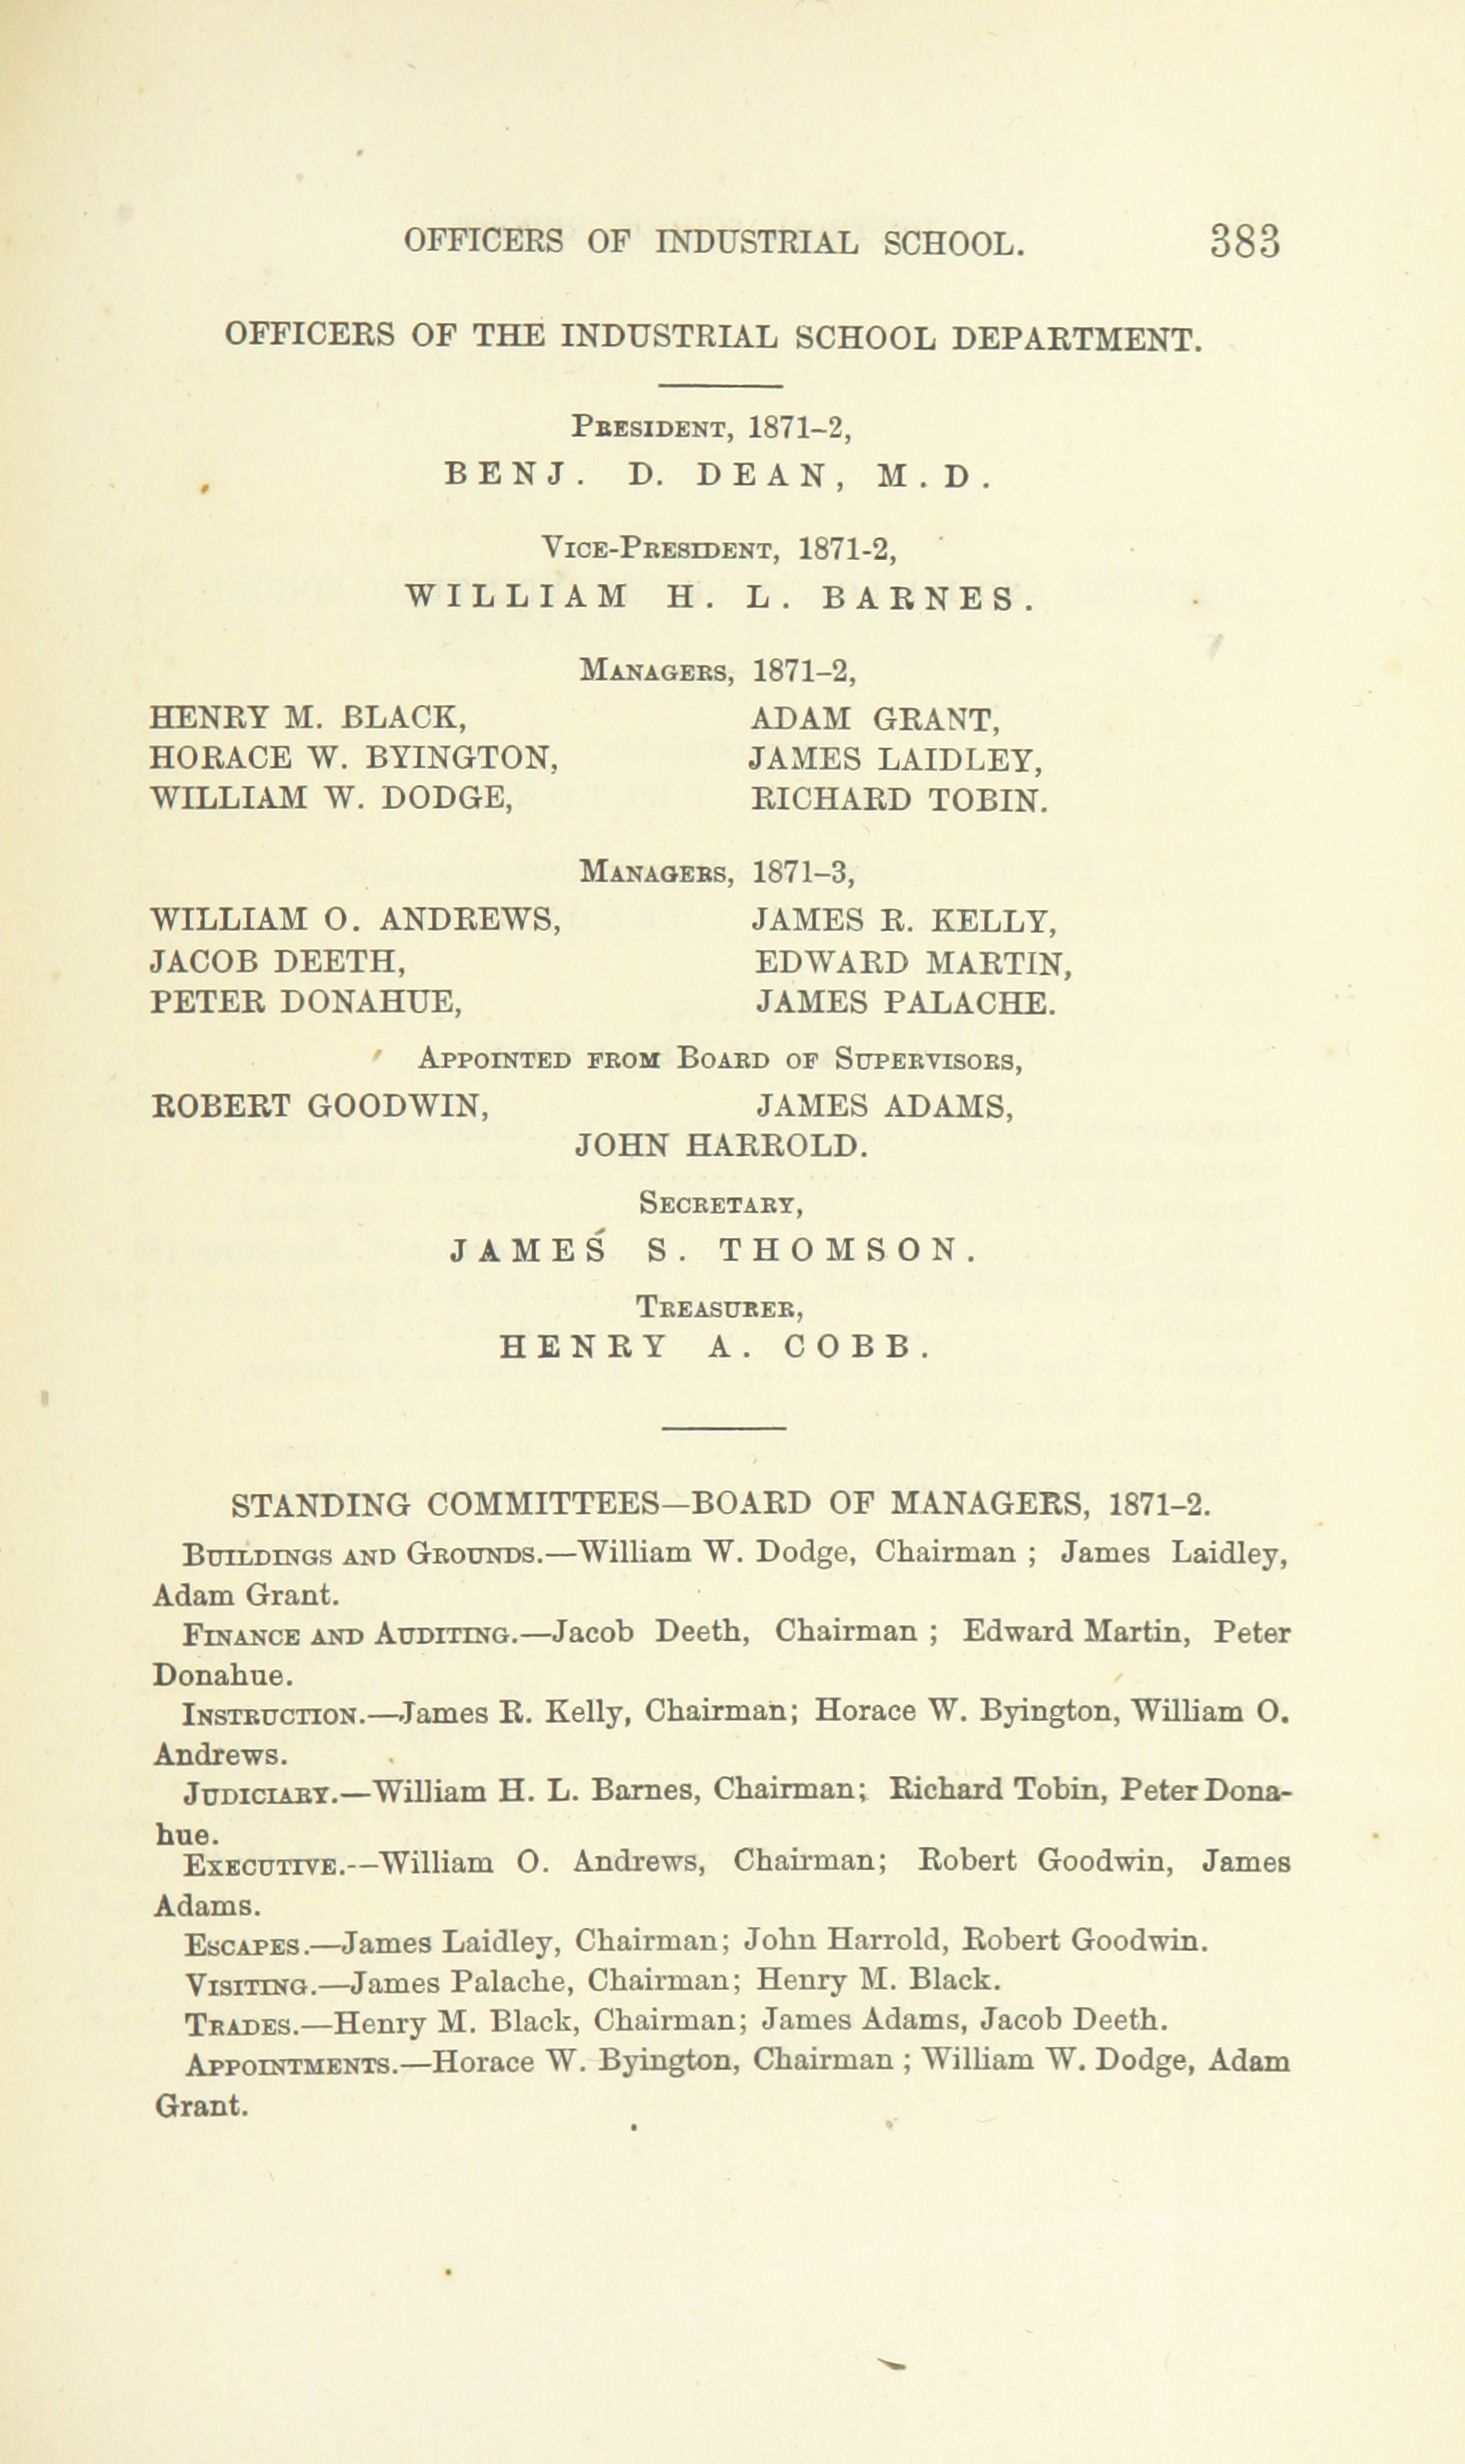 OFFICERS OF INDUSTRIAL SCHOOL. 383
OFFICERS OF THE INDUSTRIAL SCHOOL DEPARTMENT.
President, 1871–2,
BENJ. D. DEAN, M.D.
Vice-President, 1871-2,
WILLIAM H. L. BARNES.
Managers, 1871–2,
HENRY M. BLACK, ADAM GRANT,
HORACE W. BYINGTON, JAMES LAIDLEY,
WILLIAM W. DODGE, RICHARD TOBIN.
Managers, 1871–3,
WILLIAM O. ANDREWS, JAMES R. KELLY,
JACOB DEETH, EDWARD MARTIN,
PETER DONAHUE, JAMES PALACHE.
Appointed from Board of Supervisors,
ROBERT GOODWIN, JAMES ADAMS,
JOHN HARROLD.
Secretary,
JAMES S. THOMSON.
Treasurer,
HENRY A. COBB.
STANDING COMMITTEES—BOARD OF MANAGERS, 1871–2.
Buildings and Grounds.—William W. Dodge, Chairman ; James Laidley,
Adam Grant.
Finance and Auditing.—Jacob Deeth, Chairman ; Edward Martin, Peter
Donahue.
Instruction.—James R. Kelly, Chairman; Horace W. Byington, William O.
Andrews.
Judiciary.—William H. L. Barnes, Chairman; Richard Tobin, Peter Dona-
hue.
Executive.--William O. Andrews, Chairman; Robert Goodwin, James
Adams.
Escapes.—James Laidley, Chairman; John Harrold, Robert Goodwin.
Visiting.—James Palache, Chairman; Henry M. Black.
Trades.—Henry M. Black, Chairman; James Adams, Jacob Deeth.
Appointments.—Horace W. Byington, Chairman ; William W. Dodge, Adam
Grant.